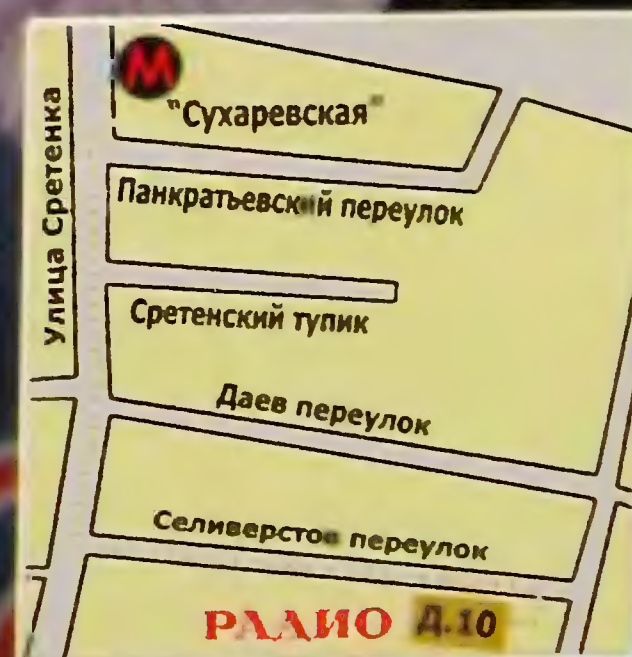 М
"Сухаревская"
Улица Сретенка
Панкратьевский переулок
Сретенский тупик
Даев переулок
Селиверстов переулок
РАДИО Д.10